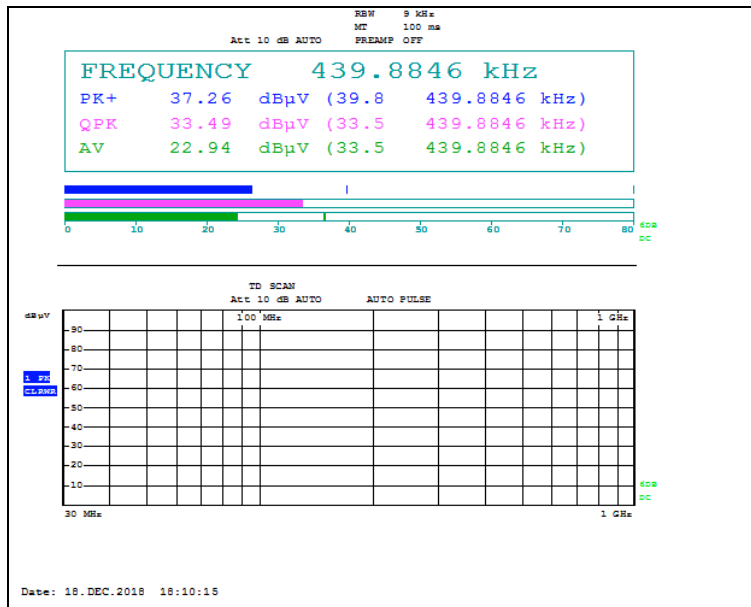 RBW 9 kHz
MT 100 ms
Att 10 dB AUTO PREAMP OFF
FREQUENCY 439.8846 kHz
PK+ 37.26 dBµV (39.8 439.8846 kHz)
QPK 33.49 dBµV (33.5 439.8846 kHz)
AV 22.94 dBµV (33.5 439.8846 kHz)
0 10 20 30 40 50 60 70 80
6DB
DC
TD SCAN
Att 10 dB AUTO AUTO PULSE
dBµV
100 MHz 1 GHz
90
80
70
1 PK
60
CLRWR
50
40
30
20
10
6DB
DC
30 MHz 1 GHz
Date: 18.DEC.2018 18:10:15